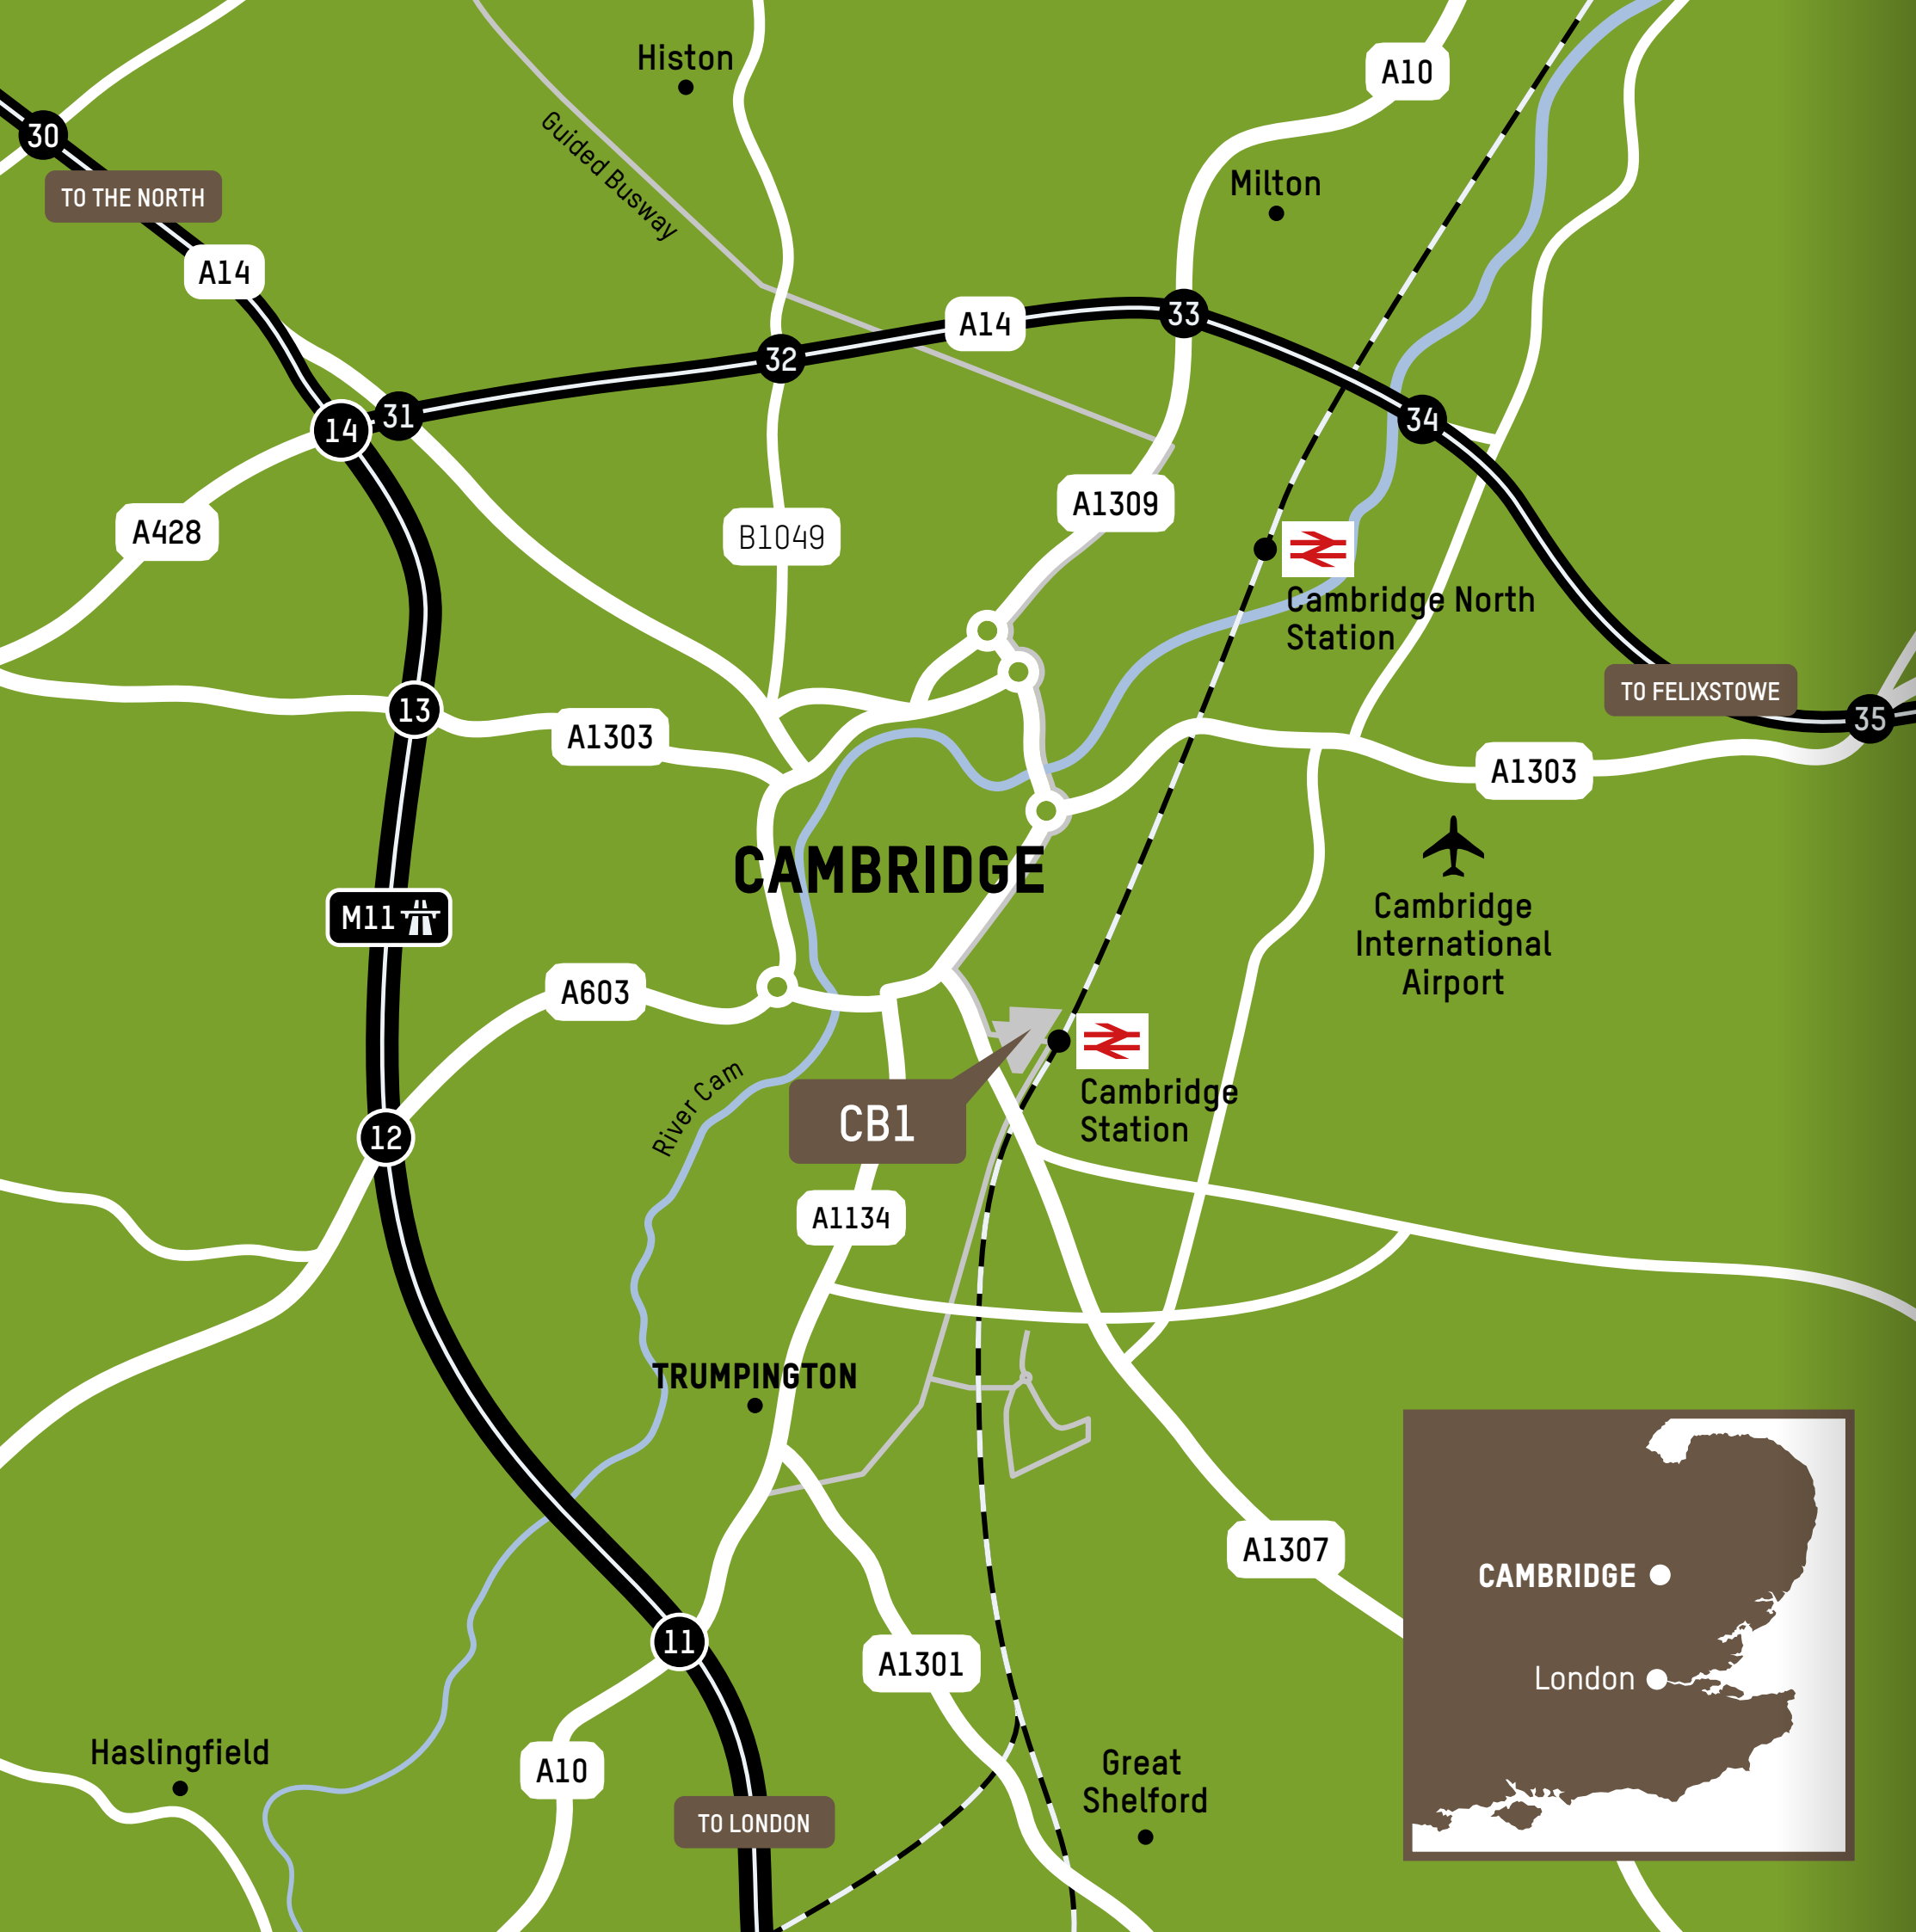 Histon
A10
30
Guided Busway
Milton
TO THE NORTH
A14
33
A14
32
31
14
34
A1309
A428
B1049
Cambridge North
Station
TO FELIXSTOWE
13
35
A1303
A1303
CAMBRIDGE
M11
Cambridge
International
Airport
A603
River Cam
Cambridge
Station
CB1
12
A1134
TRUMPINGTON
A1307
CAMBRIDGE
11
A1301
London
Haslingfield
A10
Great
Shelford
TO LONDON